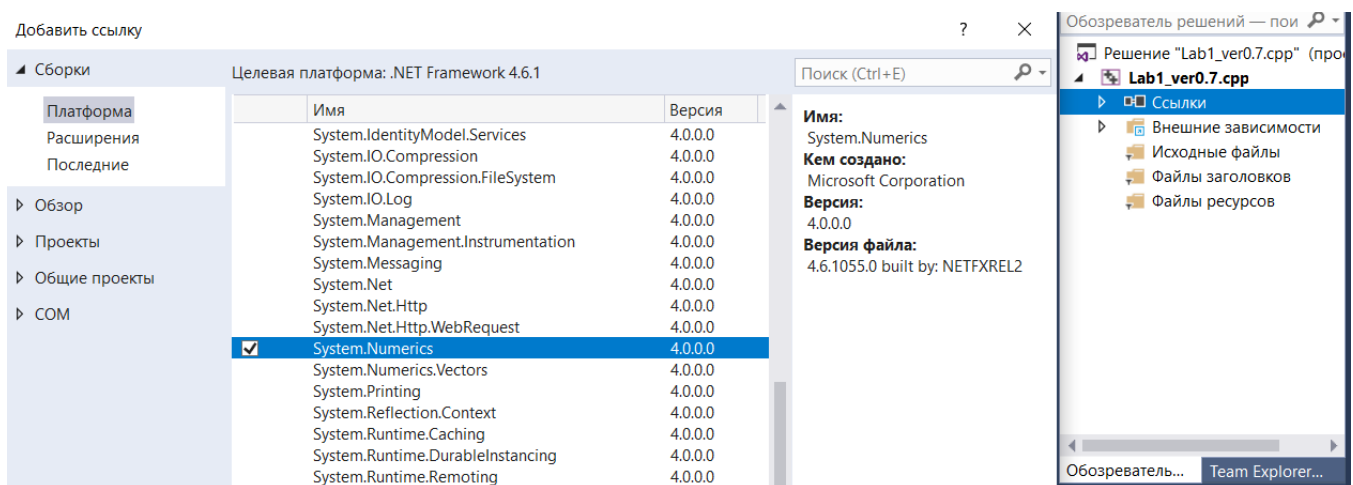 Добавить ссылку
?
Сборки
Платформа
Расширения
Последние
Обзор
Проекты
Общие проекты
COM
Целевая платформа: .NET Framework 4.6.1
Поиск (Ctrl+E)
Имя Версия
System.IdentityModel.Services 4.0.0.0
System.IO.Compression 4.0.0.0
System.IO.Compression.FileSystem 4.0.0.0
System.IO.Log 4.0.0.0
System.Management 4.0.0.0
System.Management.Instrumentation 4.0.0.0
System.Messaging 4.0.0.0
System.Net 4.0.0.0
System.Net.Http 4.0.0.0
System.Net.Http.WebRequest 4.0.0.0
System.Numerics 4.0.0.0
System.Numerics.Vectors 4.0.0.0
System.Printing 4.0.0.0
System.Reflection.Context 4.0.0.0
System.Runtime.Caching 4.0.0.0
System.Runtime.DurableInstancing 4.0.0.0
System.Runtime.Remoting 4.0.0.0
Имя:
System.Numerics
Кем создано:
Microsoft Corporation
Версия:
4.0.0.0
Версия файла:
4.6.1055.0 built by: NETFXREL2
Обозреватель решений — пои
Решение "Lab1_ver0.7.cpp" (про
Lab1_ver0.7.cpp
Ссылки
Внешние зависимости
Исходные файлы
Файлы заголовков
Файлы ресурсов
Обозреватель... Team Explorer...